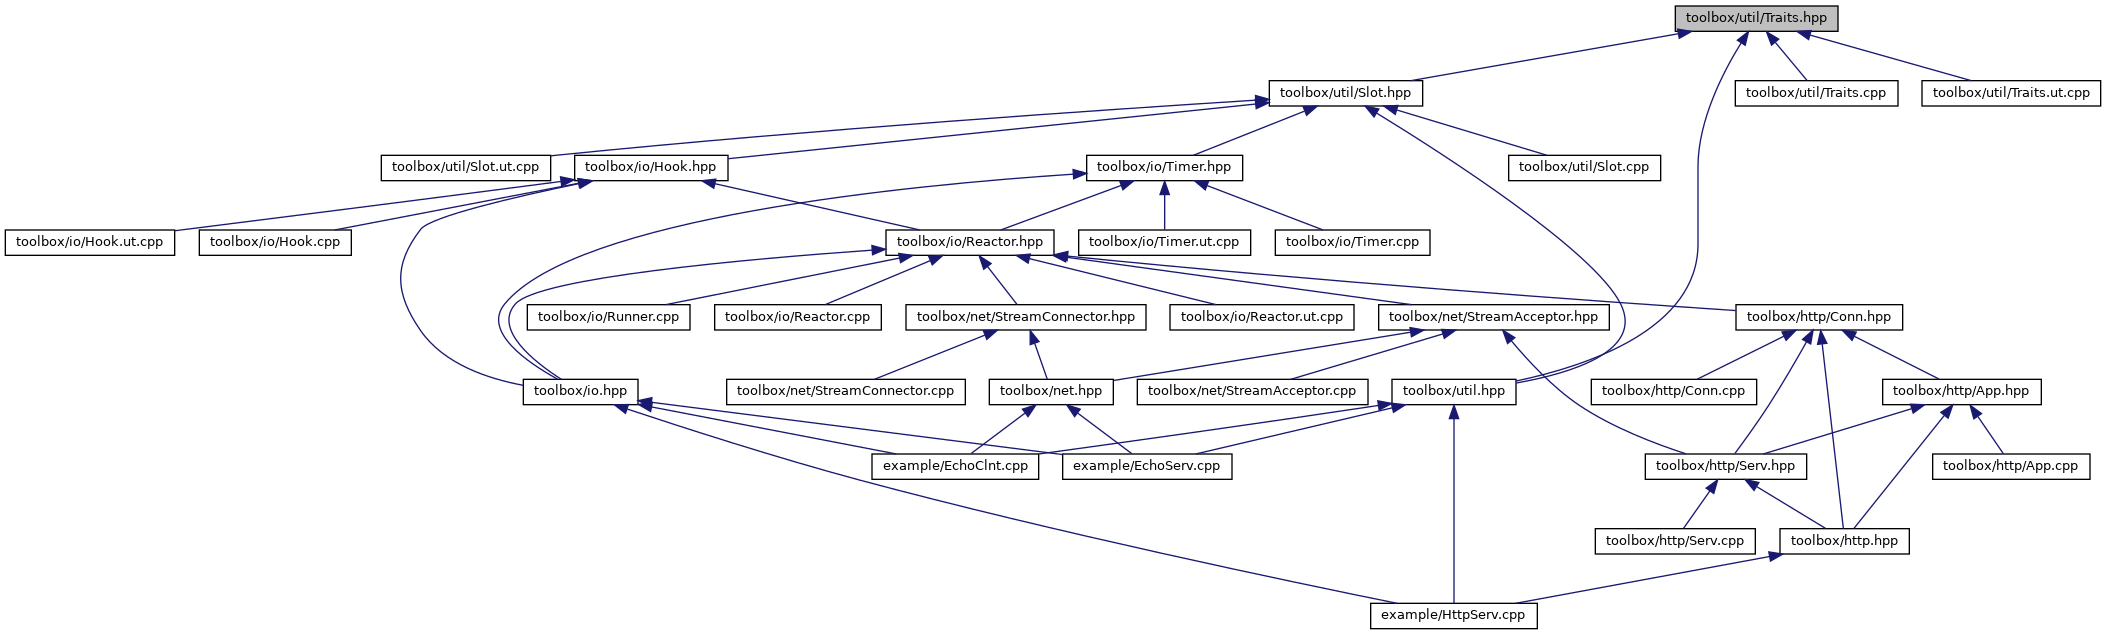 toolbox/util/Traits.hpp
toolbox/util/Slot.hpp
toolbox/util/Traits.cpp
toolbox/util/Traits.ut.cpp
toolbox/util/Slot.ut.cpp
toolbox/io/Hook.hpp
toolbox/io/Timer.hpp
toolbox/util/Slot.cpp
toolbox/io/Hook.ut.cpp
toolbox/io/Hook.cpp
toolbox/io/Reactor.hpp
toolbox/io/Timer.ut.cpp
toolbox/io/Timer.cpp
toolbox/io/Runner.cpp
toolbox/io/Reactor.cpp
toolbox/net/StreamConnector.hpp
toolbox/io/Reactor.ut.cpp
toolbox/net/StreamAcceptor.hpp
toolbox/http/Conn.hpp
toolbox/io.hpp
toolbox/net/StreamConnector.cpp
toolbox/net.hpp
toolbox/net/StreamAcceptor.cpp
toolbox/util.hpp
toolbox/http/Conn.cpp
toolbox/http/App.hpp
example/EchoClnt.cpp
example/EchoServ.cpp
toolbox/http/Serv.hpp
toolbox/http/App.cpp
toolbox/http/Serv.cpp
toolbox/http.hpp
example/HttpServ.cpp